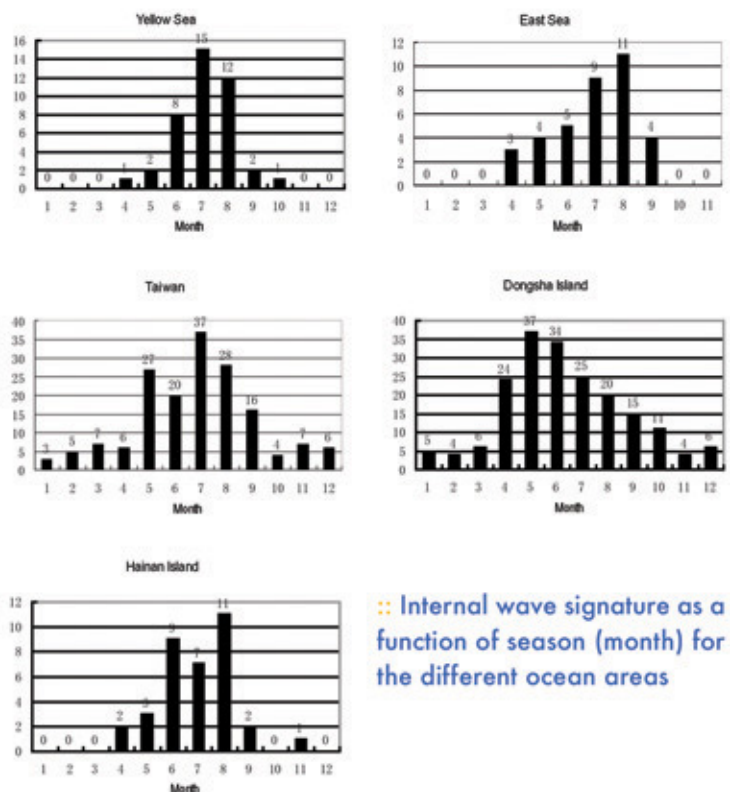 Yellow Sea
16
14
12
10
8
6
4
2
0
0 0 0 1 2 8 15 12 2 1 0 0
1 2 3 4 5 6 7 8 9 10 11 12
Month
East Sea
12
10
8
6
4
2
0
0 0 0 3 4 5 9 11 4 0 0
1 2 3 4 5 6 7 8 9 10 11
Month
Taiwan
40
35
30
25
20
15
10
5
0
3 5 7 6 27 20 37 28 16 4 7 6
1 2 3 4 5 6 7 8 9 10 11 12
Month
Dongsha Island
40
35
30
25
20
15
10
5
0
5 4 6 24 37 34 25 20 15 11 4 6
1 2 3 4 5 6 7 8 9 10 11 12
Month
Hainan Island
12
10
8
6
4
2
0
0 0 0 2 3 9 7 11 2 0 1 0
1 2 3 4 5 6 7 8 9 10 11 12
Month
:: Internal wave signature as a
function of season (month) for
the different ocean areas